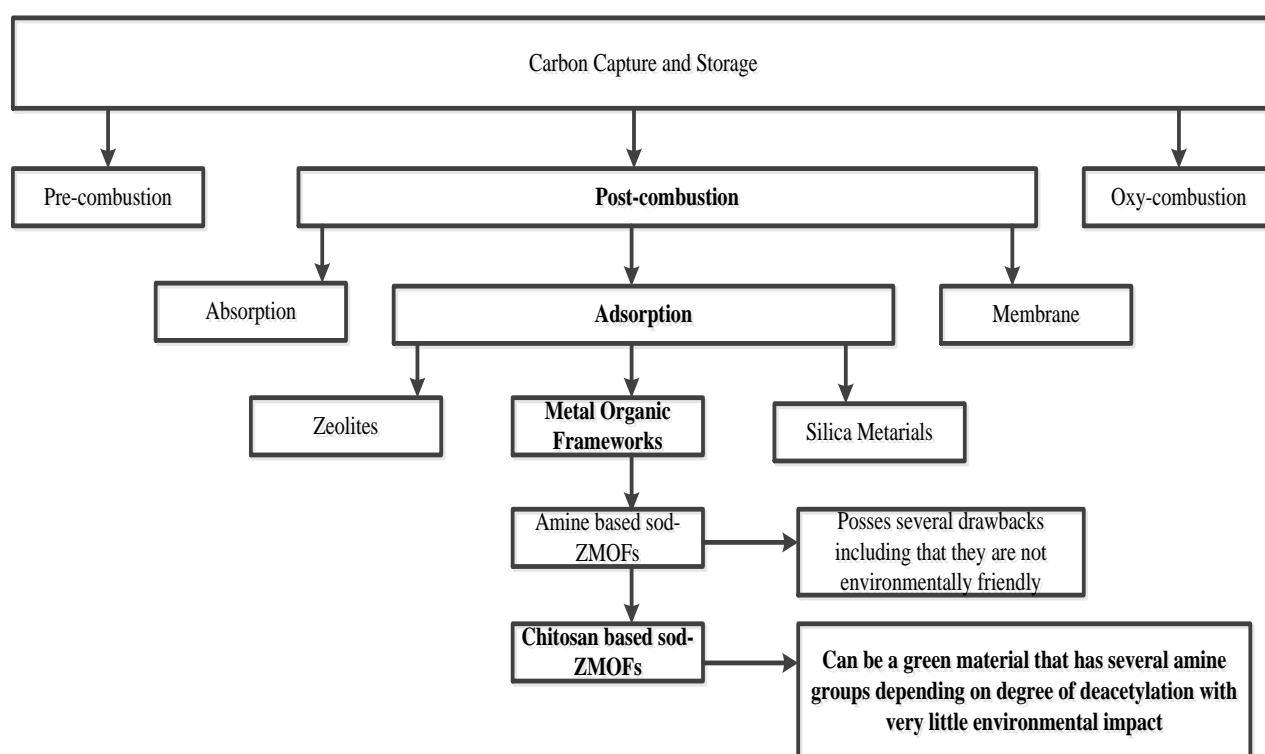 Carbon Capture and Storage
Pre-combustion
Post-combustion
Oxy-combustion
Absorption
Adsorption
Membrane
Zeolites
Metal Organic
Frameworks
Silica Metarials
Amine based sod-
ZMOFs
Posses several drawbacks
including that they are not
environmentally friendly
Chitosan based sod-
ZMOFs
Can be a green material that has several amine
groups depending on degree of deacetylation with
very little environmental impact